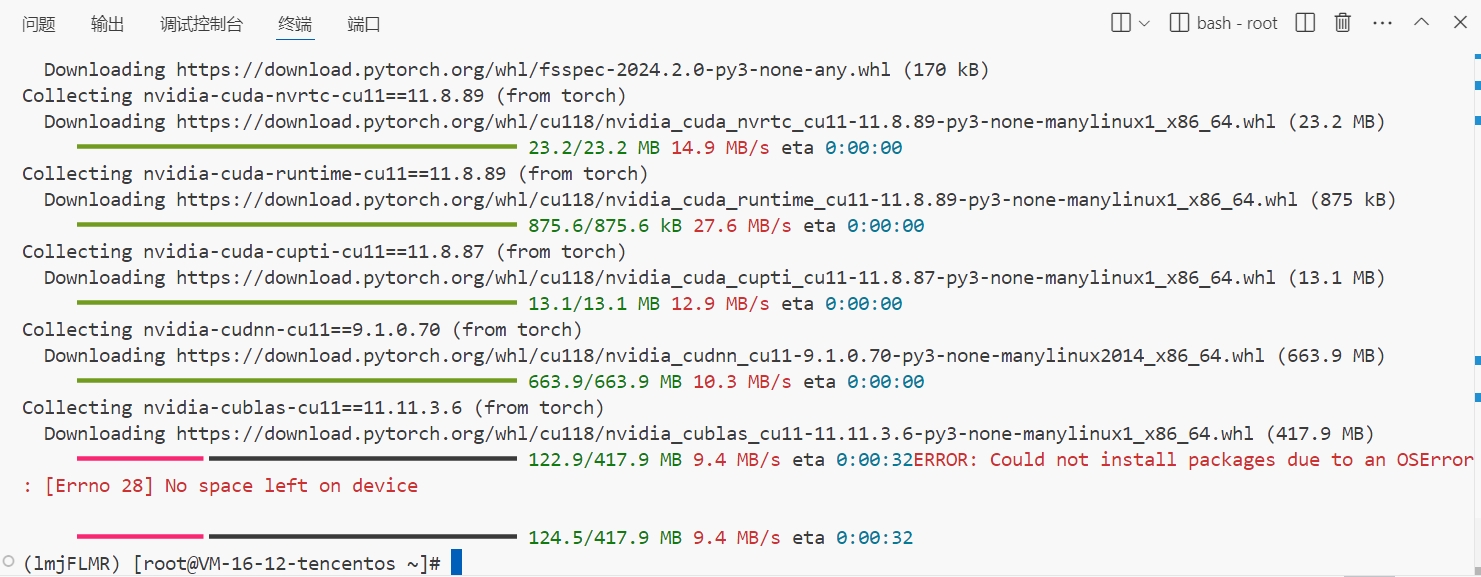 问题 输出 调试控制台 终端 端口 bash - root
Downloading https://download.pytorch.org/whl/fsspec-2024.2.0-py3-none-any.whl (170 kB)
Collecting nvidia-cuda-nvrtc-cu11==11.8.89 (from torch)
Downloading https://download.pytorch.org/whl/cu118/nvidia_cuda_nvrtc_cu11-11.8.89-py3-none-manylinux1_x86_64.whl (23.2 MB)
23.2/23.2 MB 14.9 MB/s eta 0:00:00
Collecting nvidia-cuda-runtime-cu11==11.8.89 (from torch)
Downloading https://download.pytorch.org/whl/cu118/nvidia_cuda_runtime_cu11-11.8.89-py3-none-manylinux1_x86_64.whl (875 kB)
875.6/875.6 kB 27.6 MB/s eta 0:00:00
Collecting nvidia-cuda-cupti-cu11==11.8.87 (from torch)
Downloading https://download.pytorch.org/whl/cu118/nvidia_cuda_cupti_cu11-11.8.87-py3-none-manylinux1_x86_64.whl (13.1 MB)
13.1/13.1 MB 12.9 MB/s eta 0:00:00
Collecting nvidia-cudnn-cu11==9.1.0.70 (from torch)
Downloading https://download.pytorch.org/whl/cu118/nvidia_cudnn_cu11-9.1.0.70-py3-none-manylinux2014_x86_64.whl (663.9 MB)
663.9/663.9 MB 10.3 MB/s eta 0:00:00
Collecting nvidia-cublas-cu11==11.11.3.6 (from torch)
Downloading https://download.pytorch.org/whl/cu118/nvidia_cublas_cu11-11.11.3.6-py3-none-manylinux1_x86_64.whl (417.9 MB)
122.9/417.9 MB 9.4 MB/s eta 0:00:32ERROR: Could not install packages due to an OSError
: [Errno 28] No space left on device
124.5/417.9 MB 9.4 MB/s eta 0:00:32
(lmjFLMR) [root@VM-16-12-tencentos ~]#